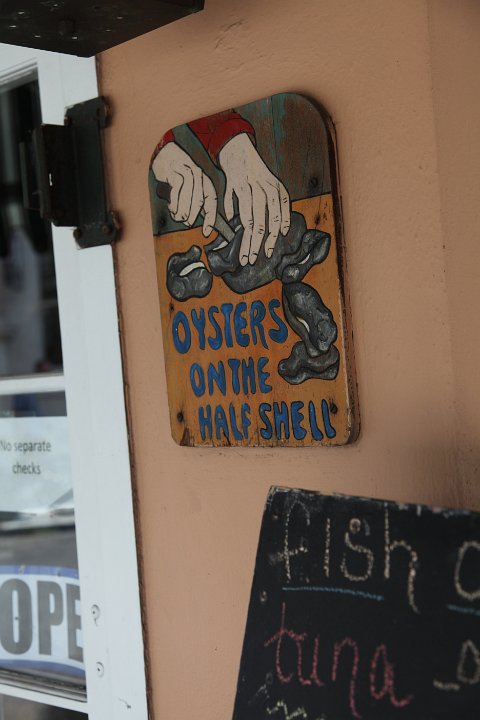 OYSTERS
ON THE
HALF SHELL
No separate
checks
OPE
fish
tuna